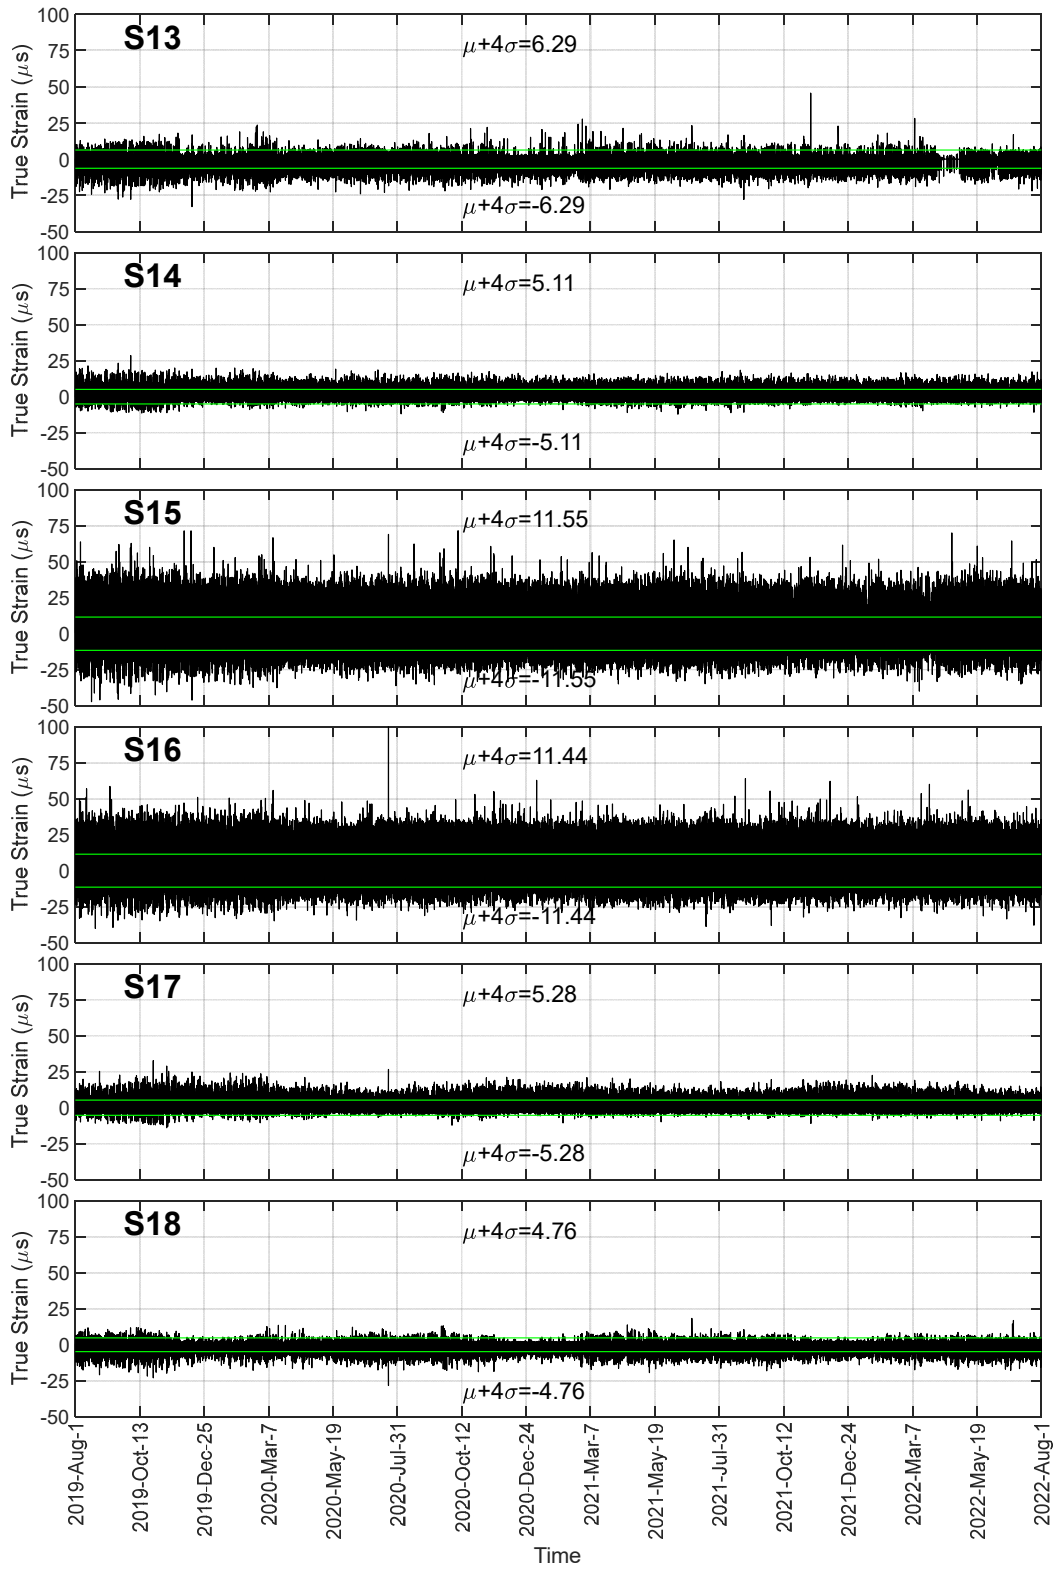 S13
μ+4σ=6.29
μ+4σ=-6.29
True Strain (μs)
100
75
50
25
0
-25
-50
S14
μ+4σ=5.11
μ+4σ=-5.11
True Strain (μs)
100
75
50
25
0
-25
-50
S15
μ+4σ=11.55
μ+4σ=-11.55
True Strain (μs)
100
75
50
25
0
-25
-50
S16
μ+4σ=11.44
μ+4σ=-11.44
True Strain (μs)
100
75
50
25
0
-25
-50
S17
μ+4σ=5.28
μ+4σ=-5.28
True Strain (μs)
100
75
50
25
0
-25
-50
S18
μ+4σ=4.76
μ+4σ=-4.76
True Strain (μs)
100
75
50
25
0
-25
-50
2019-Aug-1
2019-Oct-13
2019-Dec-25
2020-Mar-7
2020-May-19
2020-Jul-31
2020-Oct-12
2020-Dec-24
2021-Mar-7
2021-May-19
2021-Jul-31
2021-Oct-12
2021-Dec-24
2022-Mar-7
2022-May-19
2022-Aug-1
Time